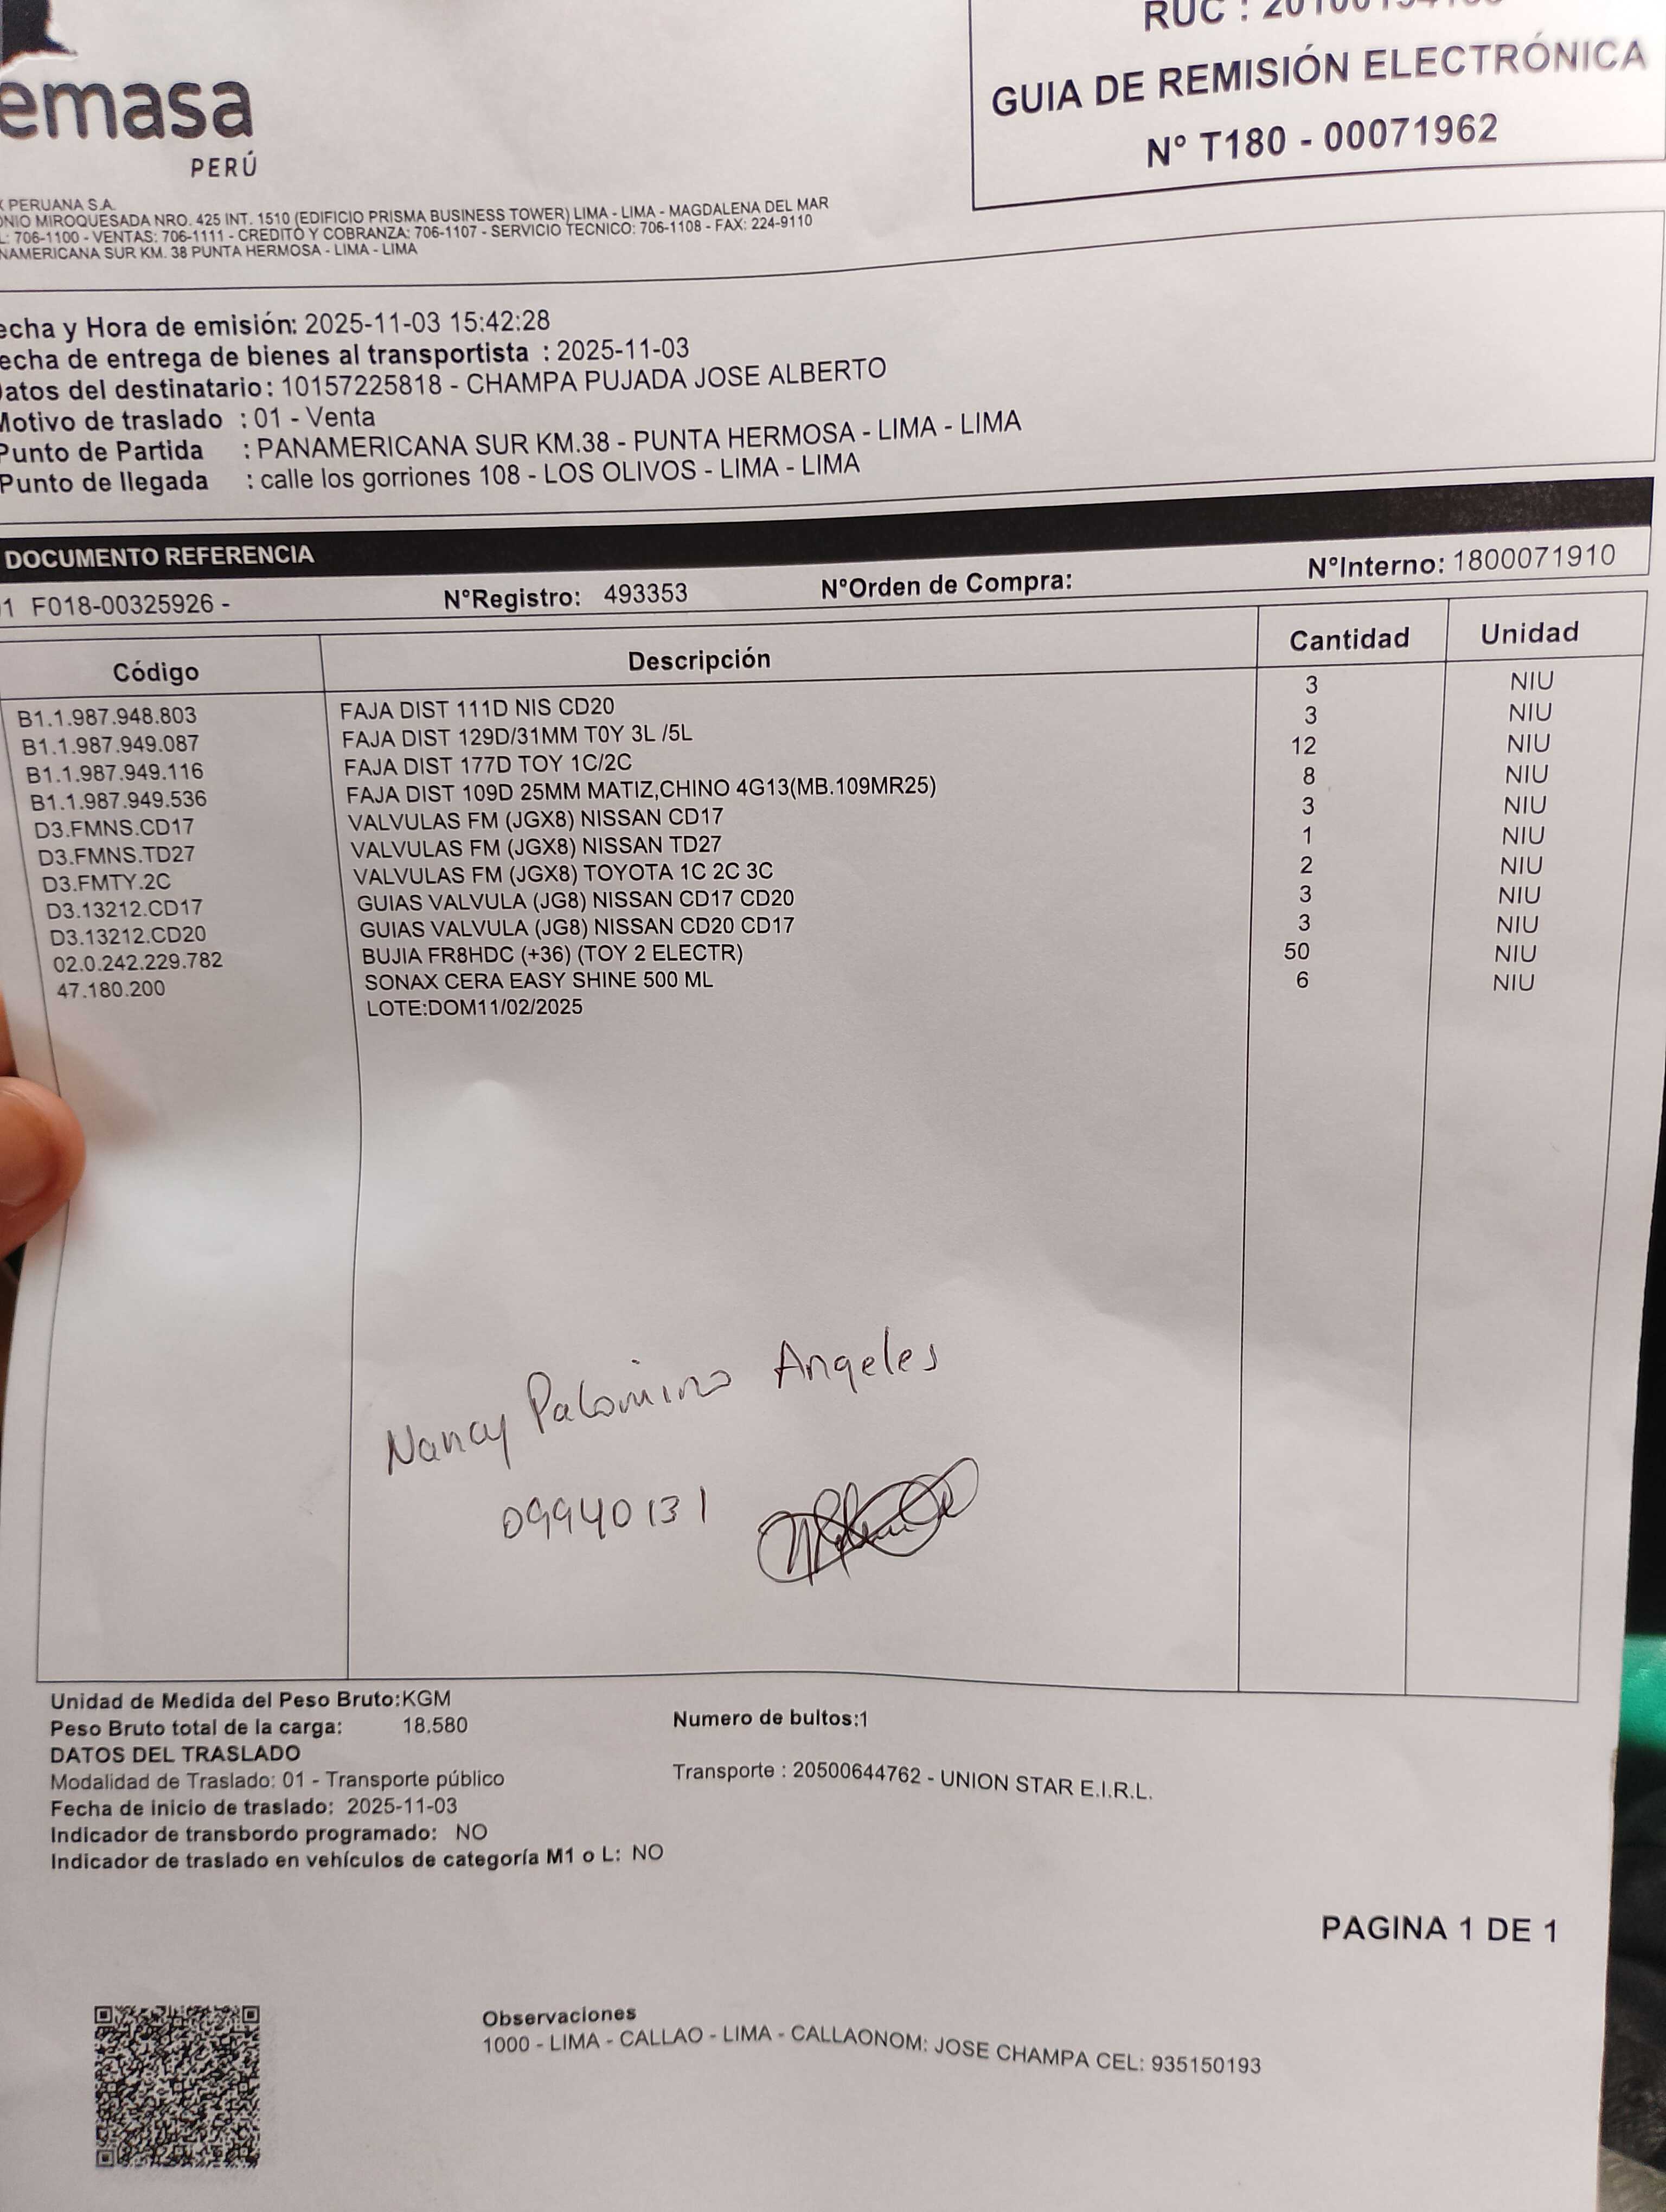 emasa
PERÚ
RUC :
GUIA DE REMISIÓN ELECTRÓNICA
N° T180 - 00071962
PERUANA S.A.
ONIO MIROQUESADA NRO. 425 INT. 1510 (EDIFICIO PRISMA BUSINESS TOWER) LIMA - LIMA - MAGDALENA DEL MAR
L: 706-1100 - VENTAS: 706-1111 - CREDITO Y COBRANZA: 706-1107 - SERVICIO TECNICO: 706-1108 - FAX: 224-9110
NAMERICANA SUR KM. 38 PUNTA HERMOSA - LIMA - LIMA
echa y Hora de emisión: 2025-11-03 15:42:28
echa de entrega de bienes al transportista : 2025-11-03
Datos del destinatario: 10157225818 - CHAMPA PUJADA JOSE ALBERTO
Motivo de traslado : 01 - Venta
Punto de Partida : PANAMERICANA SUR KM.38 - PUNTA HERMOSA - LIMA - LIMA
Punto de llegada : calle los gorriones 108 - LOS OLIVOS - LIMA - LIMA
DOCUMENTO REFERENCIA
1 F018-00325926 - N°Registro: 493353 N°Orden de Compra: N°Interno: 1800071910
Código Descripción Cantidad Unidad
B1.1.987.948.803 FAJA DIST 111D NIS CD20 3 NIU
B1.1.987.949.087 FAJA DIST 129D/31MM T0Y 3L /5L 3 NIU
B1.1.987.949.116 FAJA DIST 177D TOY 1C/2C 12 NIU
B1.1.987.949.536 FAJA DIST 109D 25MM MATIZ,CHINO 4G13(MB.109MR25) 8 NIU
D3.FMNS.CD17 VALVULAS FM (JGX8) NISSAN CD17 3 NIU
D3.FMNS.TD27 VALVULAS FM (JGX8) NISSAN TD27 1 NIU
D3.FMTY.2C VALVULAS FM (JGX8) TOYOTA 1C 2C 3C 2 NIU
D3.13212.CD17 GUIAS VALVULA (JG8) NISSAN CD17 CD20 3 NIU
D3.13212.CD20 GUIAS VALVULA (JG8) NISSAN CD20 CD17 3 NIU
02.0.242.229.782 BUJIA FR8HDC (+36) (TOY 2 ELECTR) 50 NIU
47.180.200 SONAX CERA EASY SHINE 500 ML 6 NIU
LOTE:DOM11/02/2025
Nancy Palomino Angeles
09940131
Unidad de Medida del Peso Bruto:KGM
Peso Bruto total de la carga: 18.580 Numero de bultos:1
DATOS DEL TRASLADO
Modalidad de Traslado: 01 - Transporte público Transporte : 20500644762 - UNION STAR E.I.R.L.
Fecha de inicio de traslado: 2025-11-03
Indicador de transbordo programado: NO
Indicador de traslado en vehículos de categoría M1 o L: NO
PAGINA 1 DE 1
Observaciones
1000 - LIMA - CALLAO - LIMA - CALLAONOM: JOSE CHAMPA CEL: 935150193